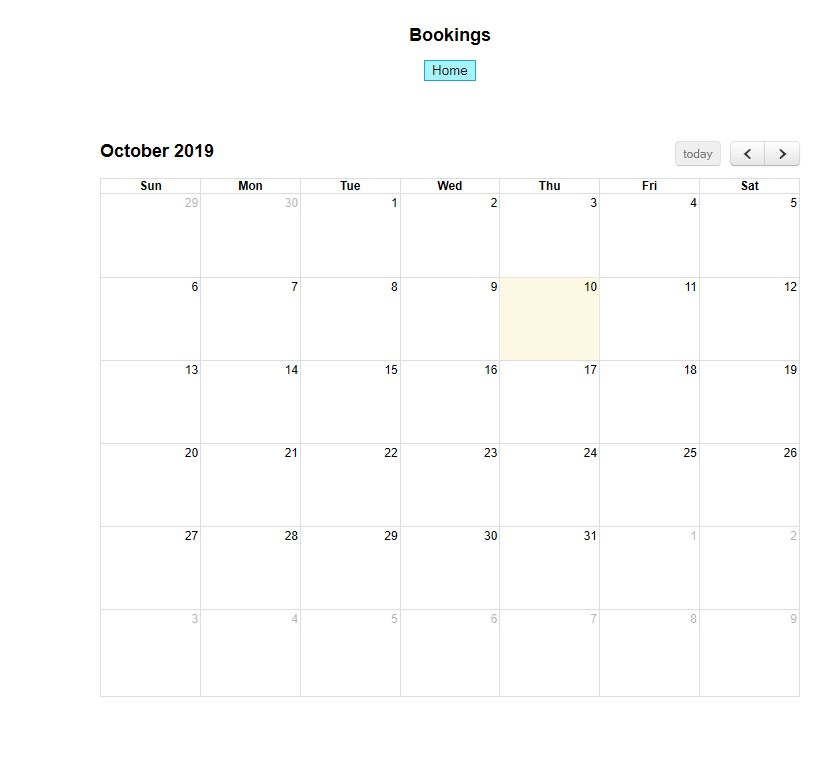 Bookings
Home
October 2019
today
Sun Mon Tue Wed Thu Fri Sat
29 30 1 2 3 4 5
6 7 8 9 10 11 12
13 14 15 16 17 18 19
20 21 22 23 24 25 26
27 28 29 30 31 1 2
3 4 5 6 7 8 9